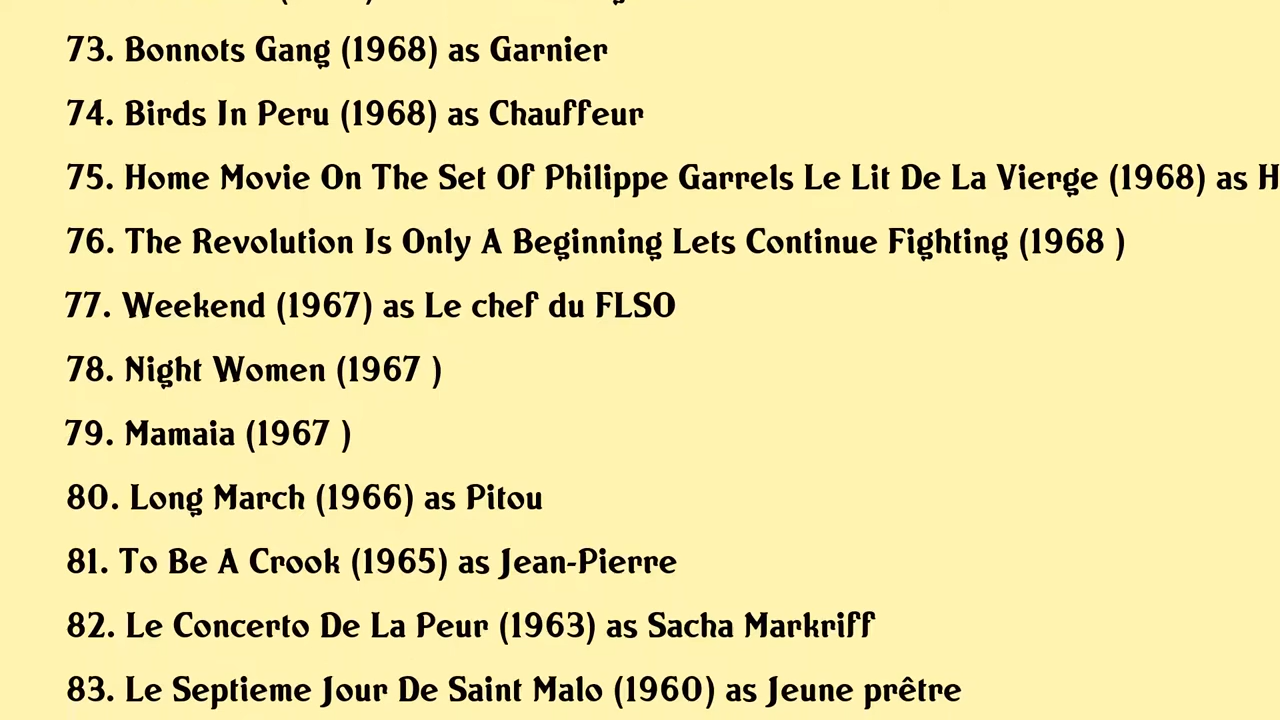 73. Bonnots Gang (1968) as Garnier
74. Birds In Peru (1968) as Chauffeur
75. Home Movie On The Set Of Philippe Garrels Le Lit De La Vierge (1968) as H
76. The Revolution Is Only A Beginning Lets Continue Fighting (1968 )
77. Weekend (1967) as Le chef du FLSO
78. Night Women (1967 )
79. Mamaia (1967 )
80. Long March (1966) as Pitou
81. To Be A Crook (1965) as Jean-Pierre
82. Le Concerto De La Peur (1963) as Sacha Markriff
83. Le Septieme Jour De Saint Malo (1960) as Jeune prêtre